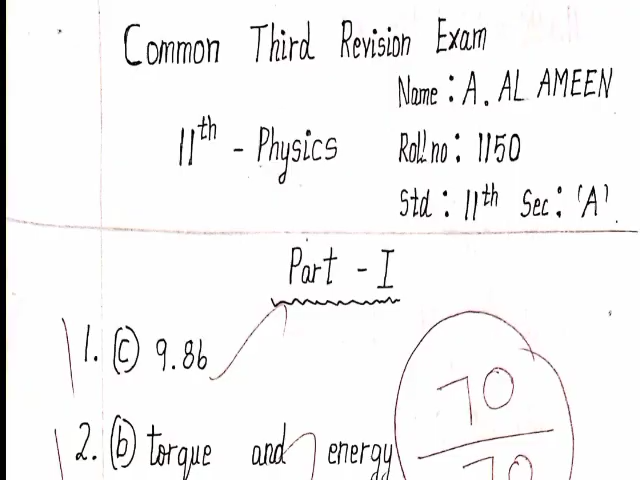 Common Third Revision Exam
Name : A. AL AMEEN
11th - Physics
Roll no : 1150
Std : 11th Sec : 'A'.
Part - I
1. (c) 9.86
2. (b) torque and energy
70
70